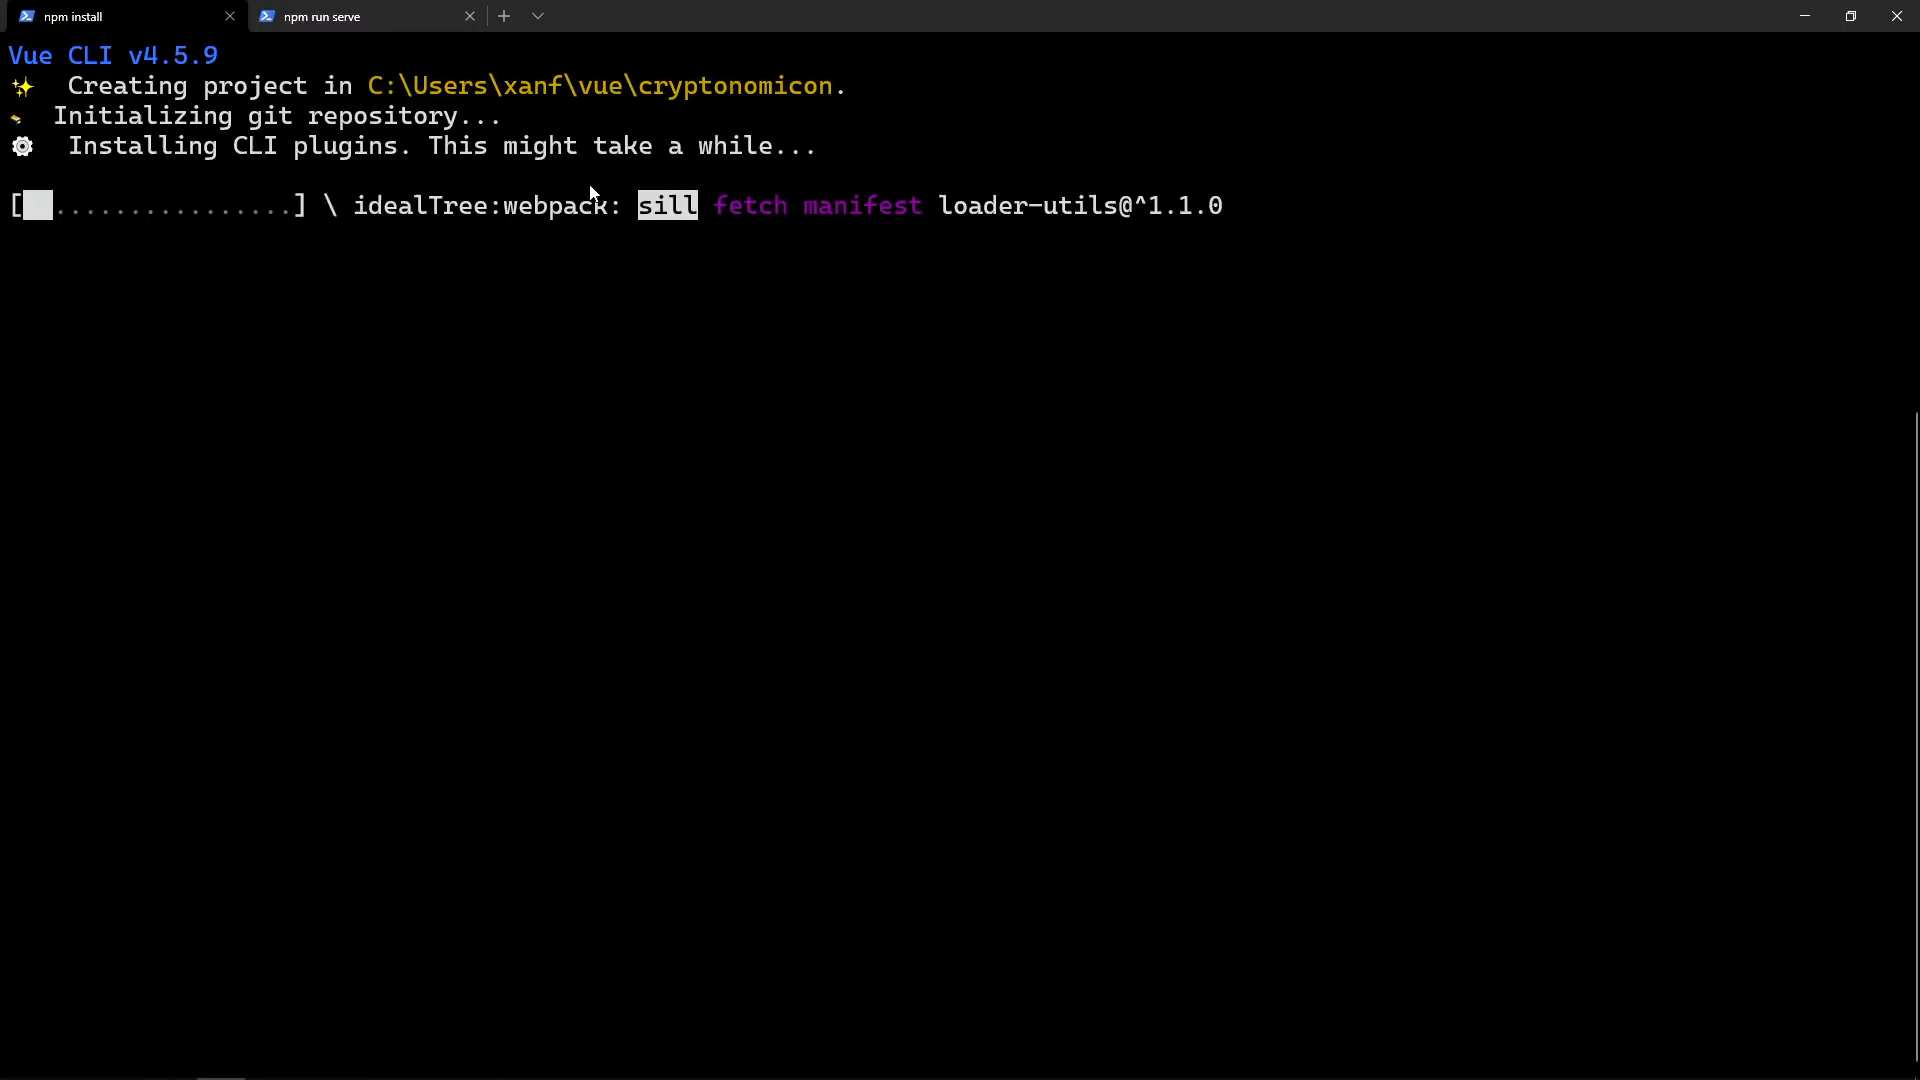 npm install
npm run serve
Vue CLI v4.5.9
✨ Creating project in C:\Users\xanf\vue\cryptonomicon.
Initializing git repository...
⚙ Installing CLI plugins. This might take a while...
[..................] \ idealTree:webpack: sill fetch manifest loader-utils@^1.1.0